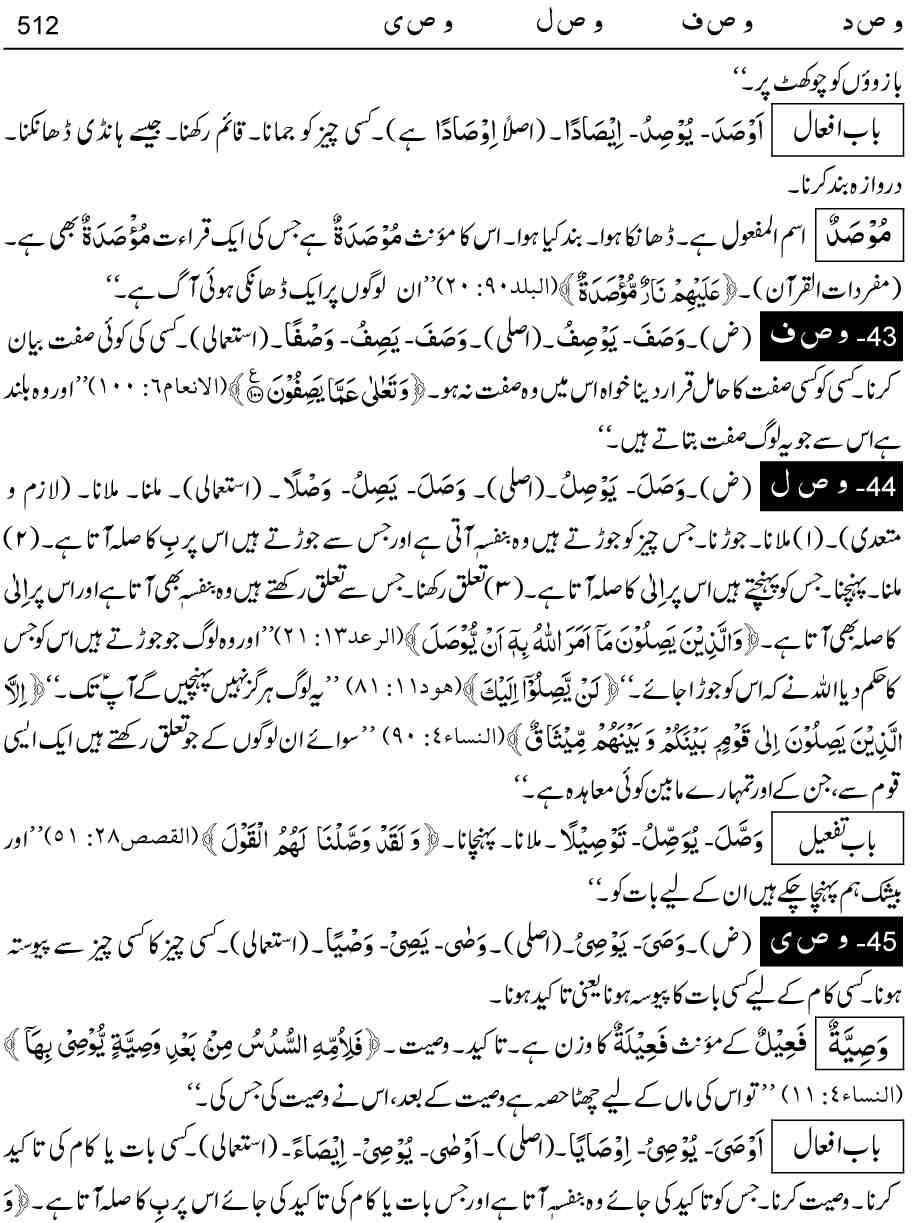 و ص د    و ص ف    و ص ل    و ص ی    512
بازوؤں کو چوکھٹ پر۔‘‘
باب افعال اَوْصَدَ۔ یُوْصِدُ۔ اِیْصَادًا۔ (اصلاً اِوْصَادًا ہے)۔ کسی چیز کو جمانا۔ قائم رکھنا۔ جیسے ہانڈی ڈھانکنا۔
دروازہ بند کرنا۔
مُوْصَدٌ اسم المفعول ہے۔ ڈھانکا ہوا۔ بند کیا ہوا۔ اس کا مؤنث مُوْصَدَةٌ ہے جس کی ایک قراءت مُؤْصَدَةٌ بھی ہے۔
(مفردات القرآن)۔ ﴿عَلَیْهِمْ نَارٌ مُّؤْصَدَةٌ﴾ (البلد۹۰: ۲۰) ’’ان لوگوں پر ایک ڈھانکی ہوئی آگ ہے۔‘‘
43- و ص ف (ض)۔ وَصَفَ۔ یَوْصِفُ۔ (اصلی)۔ وَصَفَ۔ یَصِفُ۔ وَصْفًا۔ (استعمالی)۔ کسی کی کوئی صفت بیان
کرنا۔ کسی کو کسی صفت کا حامل قرار دینا خواہ اس میں وہ صفت نہ ہو۔ ﴿وَ تَعٰلٰی عَمَّا یَصِفُوْنَ ۝۱۰۰ع﴾ (الانعام۶: ۱۰۰) ’’اور وہ بلند
ہے اس سے جو یہ لوگ صفت بتاتے ہیں۔‘‘
44- و ص ل (ض)۔ وَصَلَ۔ یَوْصِلُ۔ (اصلی)۔ وَصَلَ۔ یَصِلُ۔ وَصْلًا۔ (استعمالی)۔ ملنا۔ ملانا۔ (لازم و
متعدی)۔ (۱) ملانا۔ جوڑنا۔ جس چیز کو جوڑتے ہیں وہ بنفسہٖ آتی ہے اور جس سے جوڑتے ہیں اس پر بِ کا صلہ آتا ہے۔ (۲)
ملنا۔ پہنچنا۔ جس کو پہنچتے ہیں اس پر اِلٰی کا صلہ آتا ہے۔ (۳) تعلق رکھنا۔ جس سے تعلق رکھتے ہیں وہ بنفسہٖ بھی آتا ہے اور اس پر اِلٰی
کا صلہ بھی آتا ہے۔ ﴿وَالَّذِیْنَ یَصِلُوْنَ مَاۤ اَمَرَ اللّٰهُ بِهٖۤ اَنْ یُّوْصَلَ﴾ (الرعد۱۳: ۲۱) ’’اور وہ لوگ جو جوڑتے ہیں اس کو جس
کا حکم دیا اللہ نے کہ اس کو جوڑا جائے۔‘‘ ﴿لَنْ یَّصِلُوْۤا اِلَیْكَ﴾ (هود۱۱: ۸۱) ’’یہ لوگ ہرگز نہیں پہنچیں گے آپؑ تک۔‘‘ ﴿اِلَّا
الَّذِیْنَ یَصِلُوْنَ اِلٰی قَوْمٍۭ بَیْنَكُمْ وَ بَیْنَهُمْ مِّیْثَاقٌ﴾ (النساء٤: ۹۰) ’’سوائے ان لوگوں کے جو تعلق رکھتے ہیں ایک ایسی
قوم سے، جن کے اور تمہارے مابین کوئی معاہدہ ہے۔‘‘
باب تفعیل وَصَّلَ۔ یُوَصِّلُ۔ تَوْصِیْلًا۔ ملانا۔ پہنچانا۔ ﴿وَ لَقَدْ وَصَّلْنَا لَهُمُ الْقَوْلَ﴾ (القصص۲۸: ۵۱) ’’اور
بیشک ہم پہنچا چکے ہیں ان کے لیے بات کو۔‘‘
45- و ص ی (ض)۔ وَصَیَ۔ یَوْصِیُ۔ (اصلی)۔ وَصٰی۔ یَصِیْ۔ وَصْیًا۔ (استعمالی)۔ کسی چیز کا کسی چیز سے پیوستہ
ہونا۔ کسی کام کے لیے کسی بات کا پیوسہ ہونا یعنی تاکید ہونا۔
وَصِیَّةٌ فَعِیْلٌ کے مؤنث فَعِیْلَةٌ کا وزن ہے۔ تاکید۔ وصیت۔ ﴿فَلِاُمِّهِ السُّدُسُ مِنْۢ بَعْدِ وَصِیَّةٍ یُّوْصِیْ بِهَاۤ﴾
(النساء٤: ۱۱) ’’تو اس کی ماں کے لیے چھٹا حصہ ہے وصیت کے بعد، اس نے وصیت کی جس کی۔‘‘
باب افعال اَوْصَیَ۔ یُوْصِیُ۔ اِوْصَایًا۔ (اصلی)۔ اَوْصٰی۔ یُوْصِیْ۔ اِیْصَاءً۔ (استعمالی)۔ کسی بات یا کام کی تاکید
کرنا۔ وصیت کرنا۔ جس کو تاکید کی جائے وہ بنفسہٖ آتا ہے اور جس بات یا کام کی تاکید کی جائے اس پر بِ کا صلہ آتا ہے۔ ﴿وَ